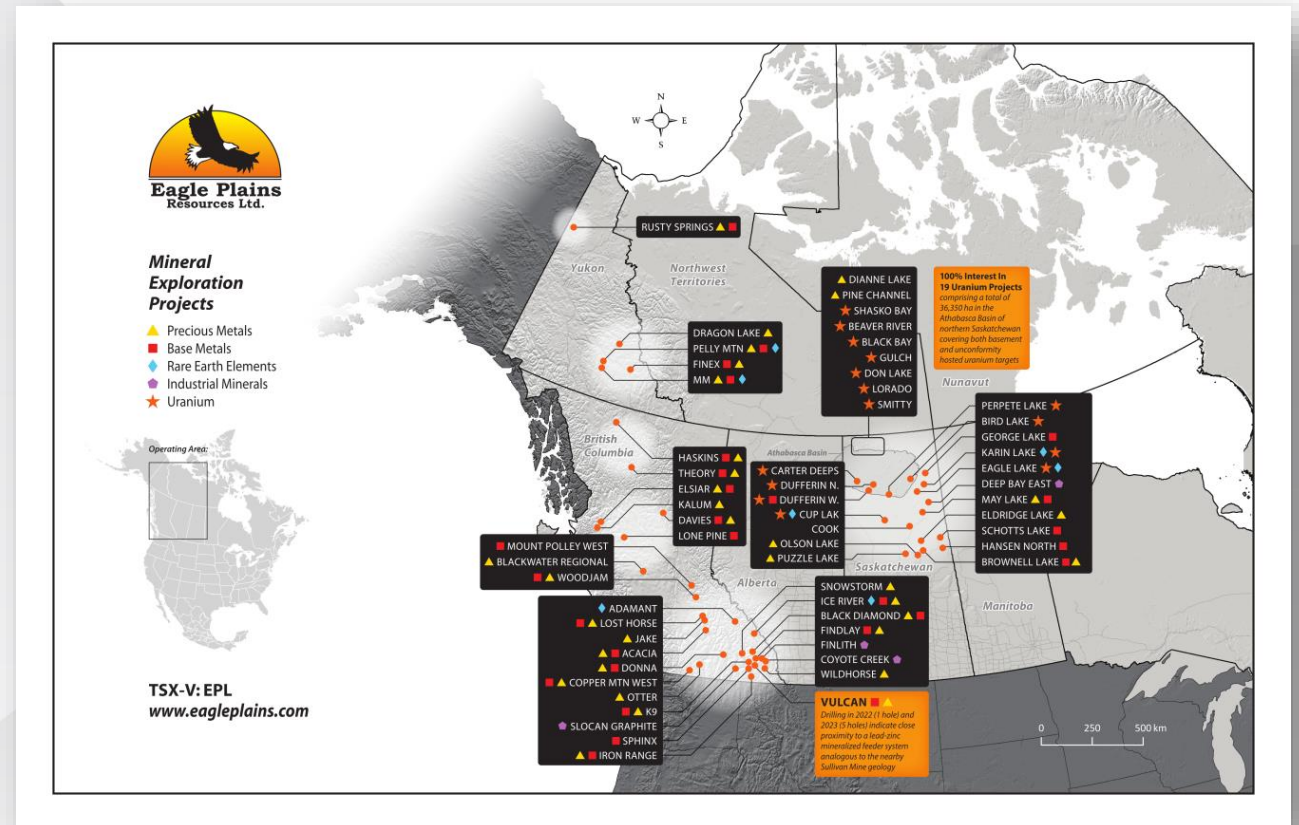 Eagle Plains
Resources Ltd.
Mineral
Exploration
Projects
Precious Metals
Base Metals
Rare Earth Elements
Industrial Minerals
Uranium
Operating Area:
TSX-V: EPL
www.eagleplains.com
N
W E
S
RUSTY SPRINGS
Yukon
Northwest
Territories
Nunavut
British
Columbia
Alberta
Athabasca Basin
Saskatchewan
Manitoba
DRAGON LAKE
PELLY MTN
FINEX
MM
DIANNE LAKE
PINE CHANNEL
SHASKO BAY
BEAVER RIVER
BLACK BAY
GULCH
DON LAKE
LORADO
SMITTY
100% Interest In
19 Uranium Projects
comprising a total of
36,350 ha in the
Athabasca Basin of
northern Saskatchewan
covering both basement
and unconformity
hosted uranium targets
PERPETE LAKE
BIRD LAKE
GEORGE LAKE
KARIN LAKE
EAGLE LAKE
DEEP BAY EAST
MAY LAKE
ELDRIDGE LAKE
SCHOTTS LAKE
HANSEN NORTH
BROWNELL LAKE
HASKINS
THEORY
ELSIAR
KALUM
DAVIES
LONE PINE
CARTER DEEPS
DUFFERIN N.
DUFFERIN W.
CUP LAK
COOK
OLSON LAKE
PUZZLE LAKE
MOUNT POLLEY WEST
BLACKWATER REGIONAL
WOODJAM
ADAMANT
LOST HORSE
JAKE
ACACIA
DONNA
COPPER MTN WEST
OTTER
K9
SLOCAN GRAPHITE
SPHINX
IRON RANGE
SNOWSTORM
ICE RIVER
BLACK DIAMOND
FINDLAY
FINLITH
COYOTE CREEK
WILDHORSE
VULCAN
Drilling in 2022 (1 hole) and
2023 (5 holes) indicate close
proximity to a lead-zinc
mineralized feeder system
analogous to the nearby
Sullivan Mine geology
0 250 500 km